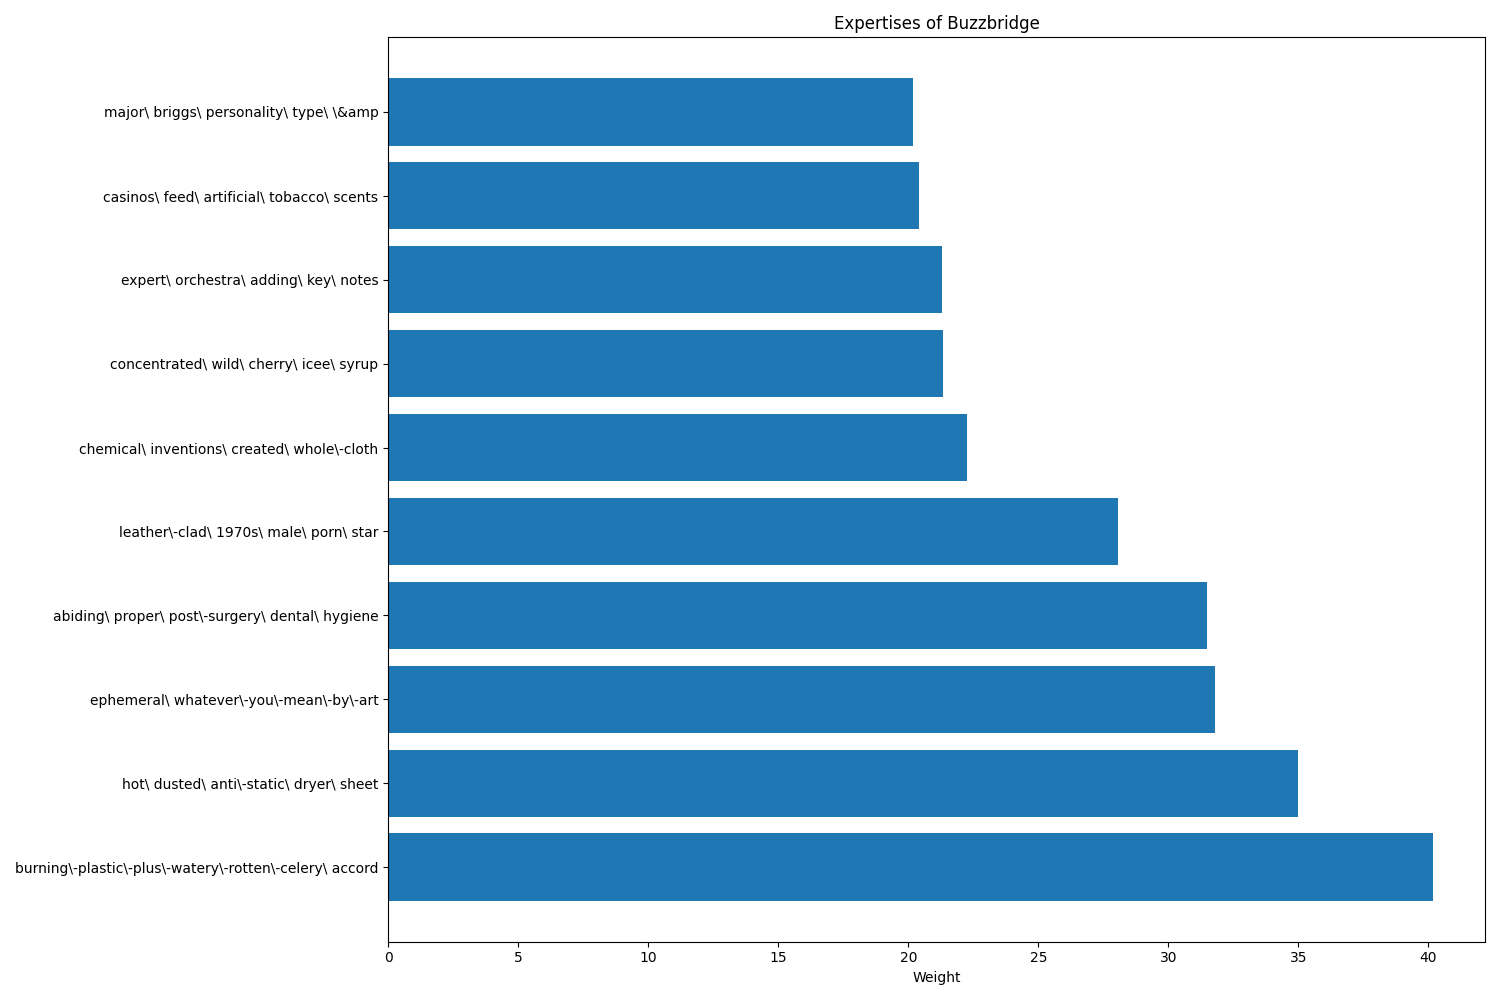 Expertises of Buzzbridge
major\ briggs\ personality\ type\ \&amp
casinos\ feed\ artificial\ tobacco\ scents
expert\ orchestra\ adding\ key\ notes
concentrated\ wild\ cherry\ icee\ syrup
chemical\ inventions\ created\ whole\-cloth
leather\-clad\ 1970s\ male\ porn\ star
abiding\ proper\ post\-surgery\ dental\ hygiene
ephemeral\ whatever\-you\-mean\-by\-art
hot\ dusted\ anti\-static\ dryer\ sheet
burning\-plastic\-plus\-watery\-rotten\-celery\ accord
0 5 10 15 20 25 30 35 40
Weight